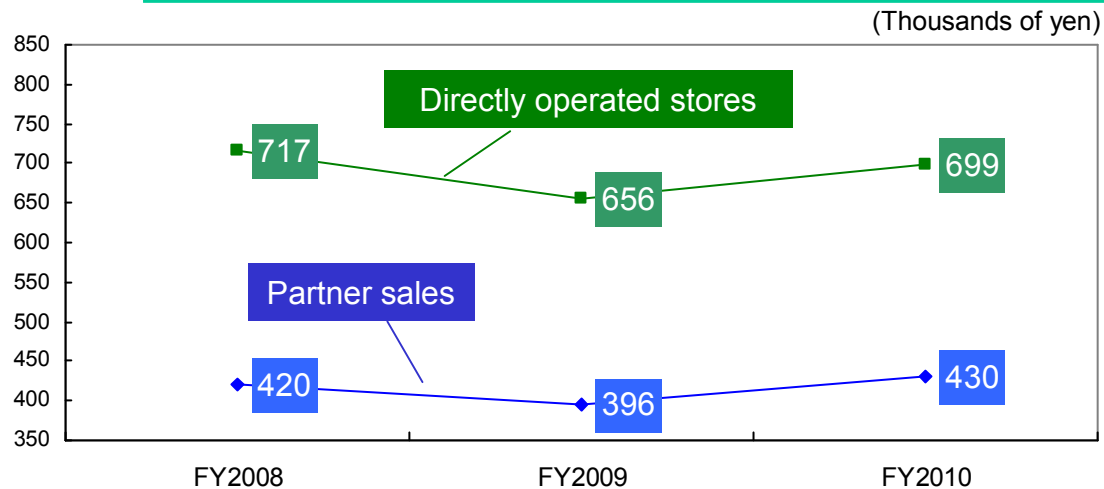 (Thousands of yen)
850
800
750
700
650
600
550
500
450
400
350
Directly operated stores
717
656
699
Partner sales
420
396
430
FY2008
FY2009
FY2010